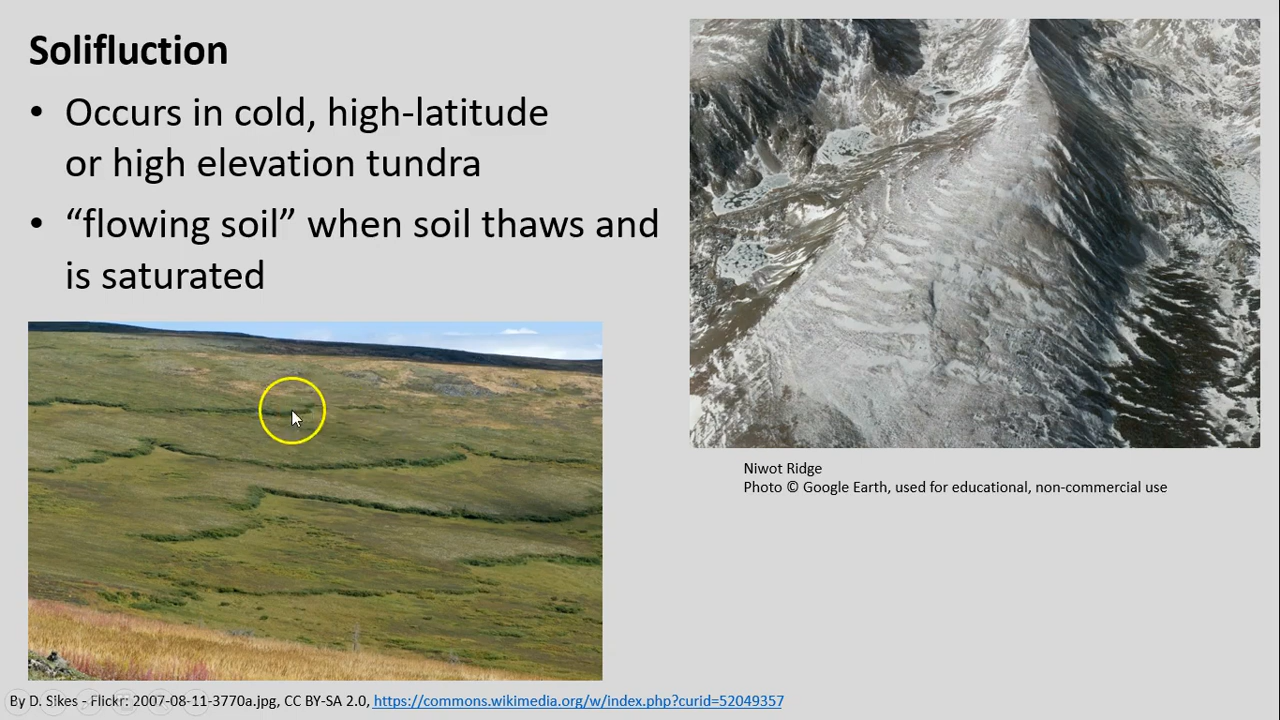 Solifluction
• Occurs in cold, high-latitude
or high elevation tundra
• “flowing soil” when soil thaws and
is saturated
Niwot Ridge
Photo © Google Earth, used for educational, non-commercial use
By D. Sikes - Flickr: 2007-08-11-3770a.jpg, CC BY-SA 2.0, https://commons.wikimedia.org/w/index.php?curid=52049357